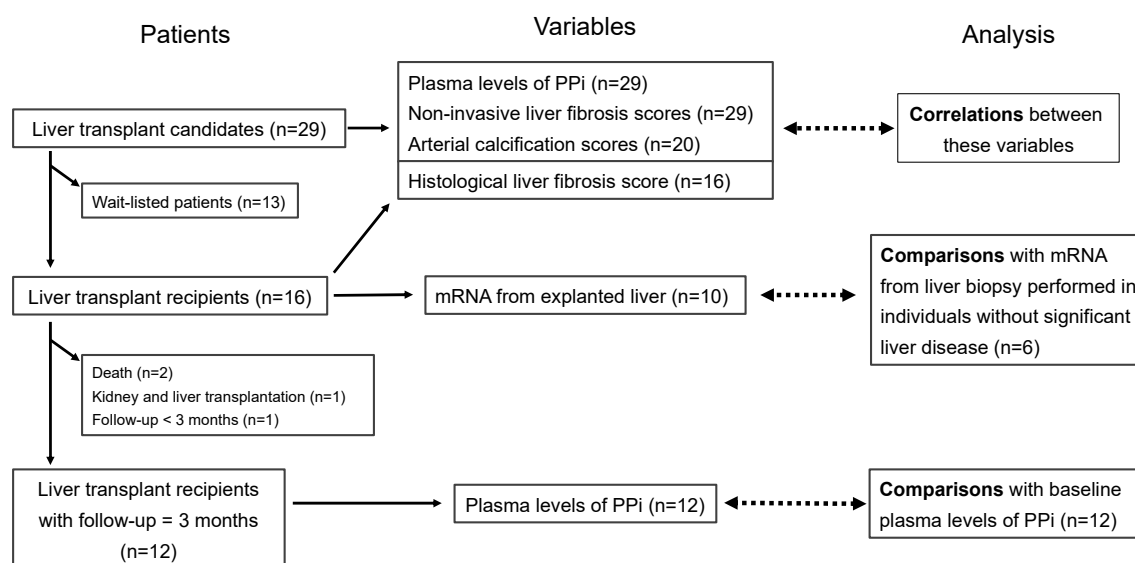 Patients
Variables
Analysis
Liver transplant candidates (n=29)
Plasma levels of PPi (n=29)
Non-invasive liver fibrosis scores (n=29)
Arterial calcification scores (n=20)
Histological liver fibrosis score (n=16)
Correlations between
these variables
Wait-listed patients (n=13)
Liver transplant recipients (n=16)
mRNA from explanted liver (n=10)
Comparisons with mRNA
from liver biopsy performed in
individuals without significant
liver disease (n=6)
Death (n=2)
Kidney and liver transplantation (n=1)
Follow-up < 3 months (n=1)
Liver transplant recipients
with follow-up = 3 months
(n=12)
Plasma levels of PPi (n=12)
Comparisons with baseline
plasma levels of PPi (n=12)